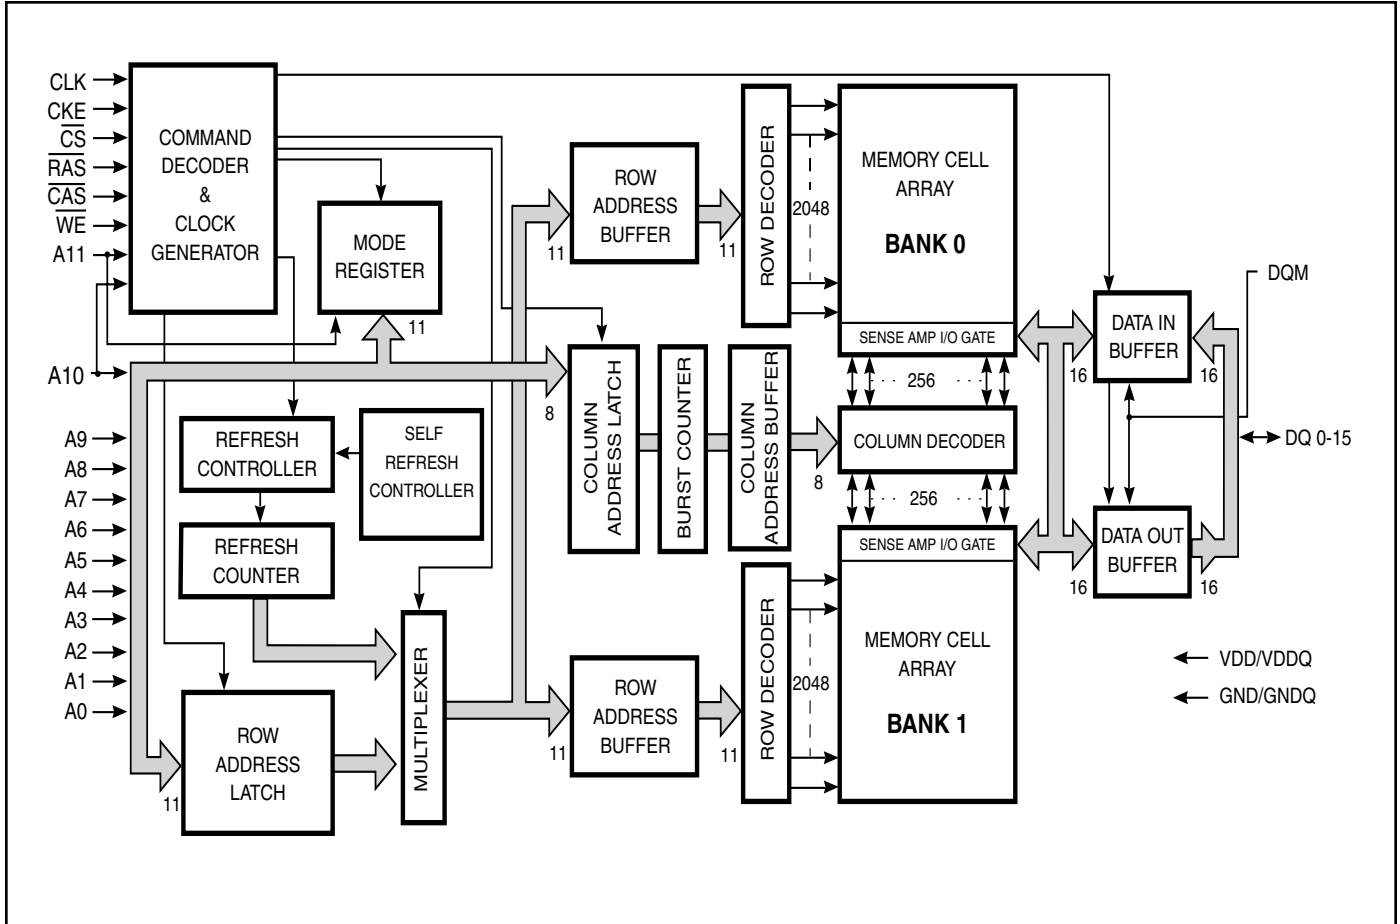 CLK
CKE
CS
RAS
CAS
WE
A11
A10
A9
A8
A7
A6
A5
A4
A3
A2
A1
A0
COMMAND
DECODER
&
CLOCK
GENERATOR
MODE
REGISTER
11
REFRESH
CONTROLLER
SELF
REFRESH
CONTROLLER
REFRESH
COUNTER
ROW
ADDRESS
LATCH
11
MULTIPLEXER
ROW
ADDRESS
BUFFER
11
11
ROW DECODER
2048
MEMORY CELL
ARRAY
BANK 0
SENSE AMP I/O GATE
COLUMN
ADDRESS LATCH
8
BURST COUNTER
COLUMN
ADDRESS BUFFER
8
256
COLUMN DECODER
256
ROW
ADDRESS
BUFFER
11
11
ROW DECODER
2048
SENSE AMP I/O GATE
MEMORY CELL
ARRAY
BANK 1
DQM
DATA IN
BUFFER
16
16
DQ 0-15
DATA OUT
BUFFER
16
16
VDD/VDDQ
GND/GNDQ